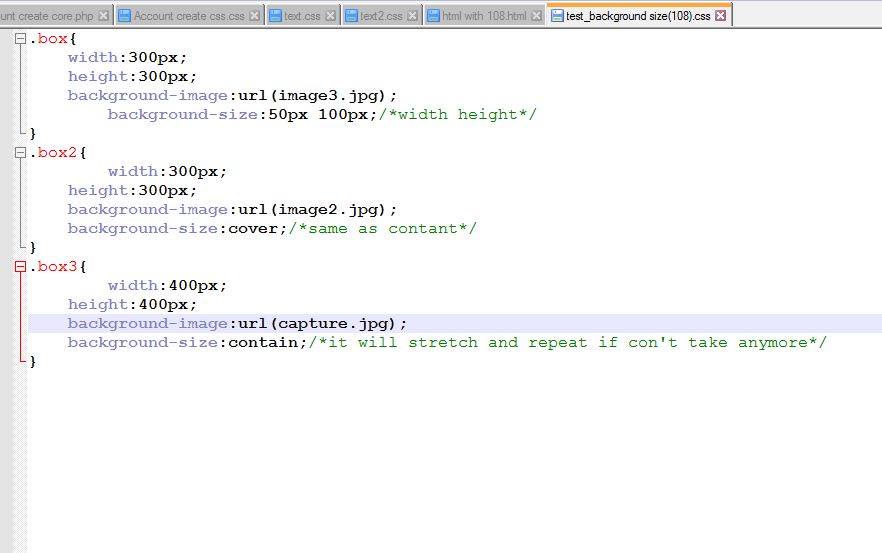 unt create core.php Account create css.css text.css text2.css html with 108.html test_background size(108).css
.box{
width:300px;
height:300px;
background-image:url(image3.jpg);
background-size:50px 100px;/*width height*/
}
.box2{
width:300px;
height:300px;
background-image:url(image2.jpg);
background-size:cover;/*same as contant*/
}
.box3{
width:400px;
height:400px;
background-image:url(capture.jpg);
background-size:contain;/*it will stretch and repeat if con't take anymore*/
}